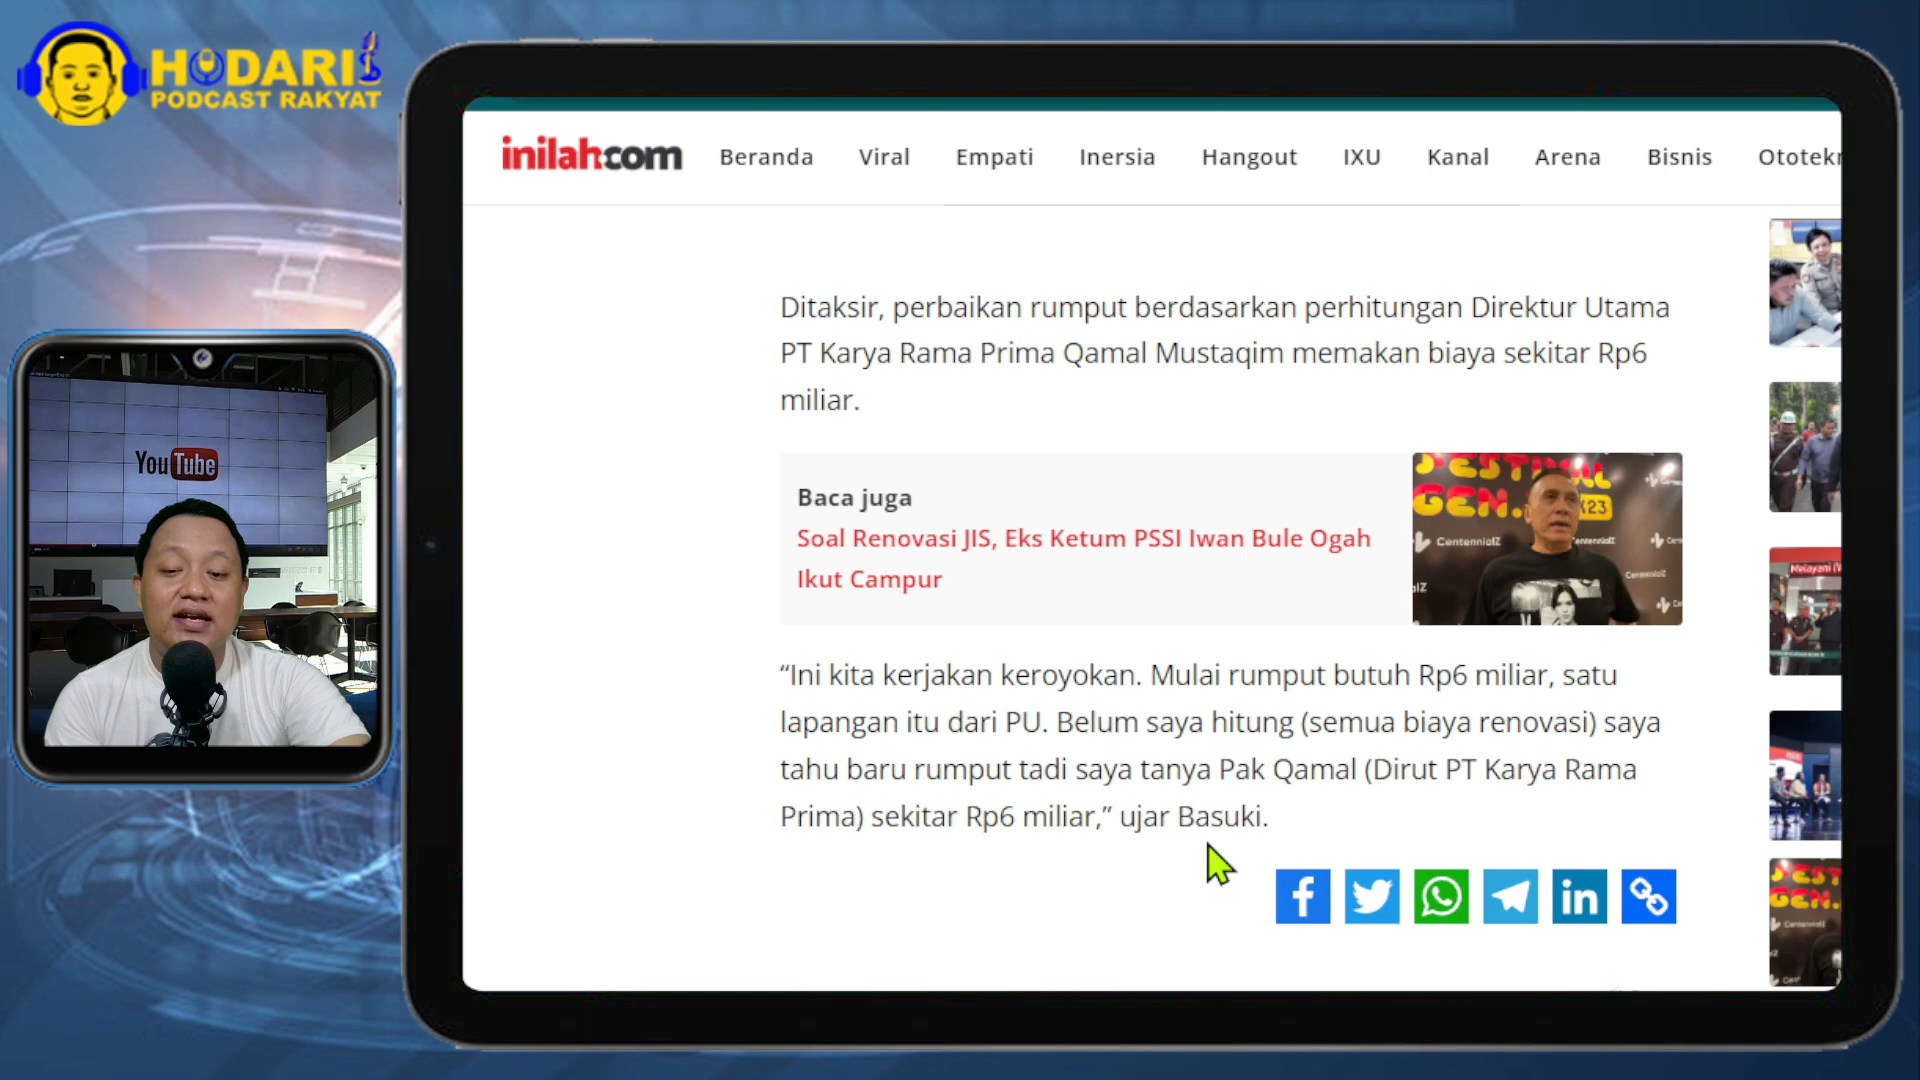 HODARI
PODCAST RAKYAT
inilah.com
Beranda Viral Empati Inersia Hangout IXU Kanal Arena Bisnis
Ditaksir, perbaikan rumput berdasarkan perhitungan Direktur Utama
PT Karya Rama Prima Qamal Mustaqim memakan biaya sekitar Rp6
miliar.
Baca juga
Soal Renovasi JIS, Eks Ketum PSSI Iwan Bule Ogah
Ikut Campur
FESTIVAL
GEN.
CentennialZ
“Ini kita kerjakan keroyokan. Mulai rumput butuh Rp6 miliar, satu
lapangan itu dari PU. Belum saya hitung (semua biaya renovasi) saya
tahu baru rumput tadi saya tanya Pak Qamal (Dirut PT Karya Rama
Prima) sekitar Rp6 miliar,” ujar Basuki.
YouTube
Melayani